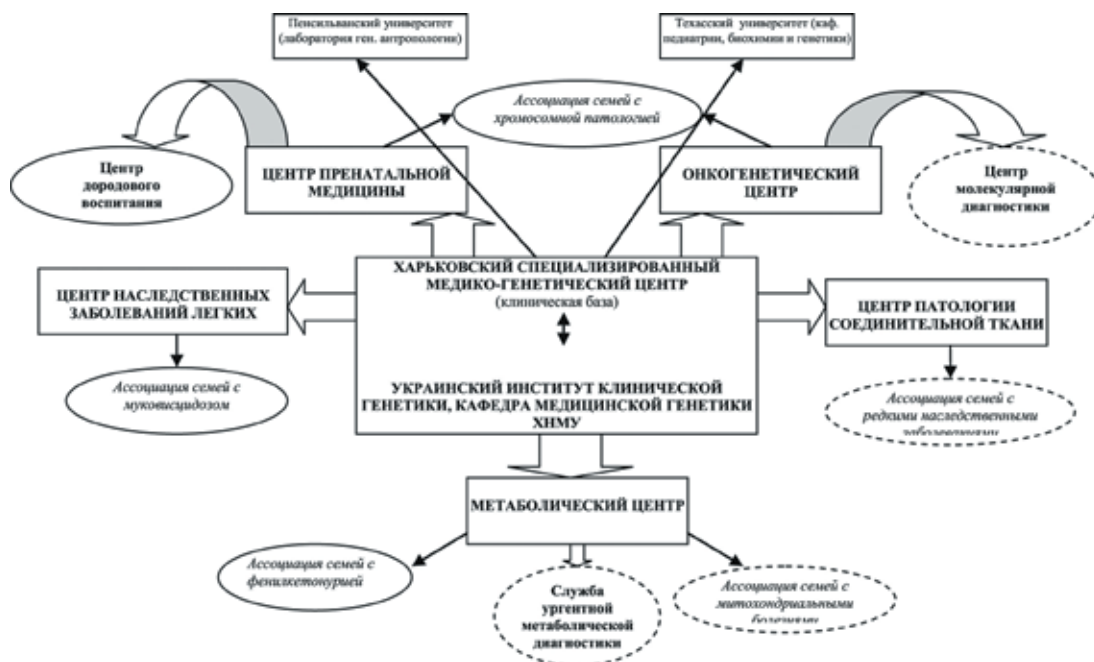 Пенсильванский университет
(лаборатория ген. антропологии)
Техасский университет (каф.
педиатрии, биохимии и генетики)
Ассоциация семей с
хромосомной патологией
Центр
дородового
воспитания
ЦЕНТР ПРЕНАТАЛЬНОЙ
МЕДИЦИНЫ
ОНКОГЕНЕТИЧЕСКИЙ
ЦЕНТР
Центр
молекулярной
диагностики
ЦЕНТР НАСЛЕДСТВЕННЫХ
ЗАБОЛЕВАНИЙ ЛЕГКИХ
ХАРЬКОВСКИЙ СПЕЦИАЛИЗИРОВАННЫЙ
МЕДИКО-ГЕНЕТИЧЕСКИЙ ЦЕНТР
(клиническая база)
УКРАИНСКИЙ ИНСТИТУТ КЛИНИЧЕСКОЙ
ГЕНЕТИКИ, КАФЕДРА МЕДИЦИНСКОЙ ГЕНЕТИКИ
ХНМУ
ЦЕНТР ПАТОЛОГИИ
СОЕДИНИТЕЛЬНОЙ ТКАНИ
Ассоциация семей с
муковисцидозом
Ассоциация семей с
редкими наследственными
заболеваниями
МЕТАБОЛИЧЕСКИЙ ЦЕНТР
Ассоциация семей с
фенилкетонурией
Служба
ургентной
метаболической
диагностики
Ассоциация семей с
митохондриальными
болезнями